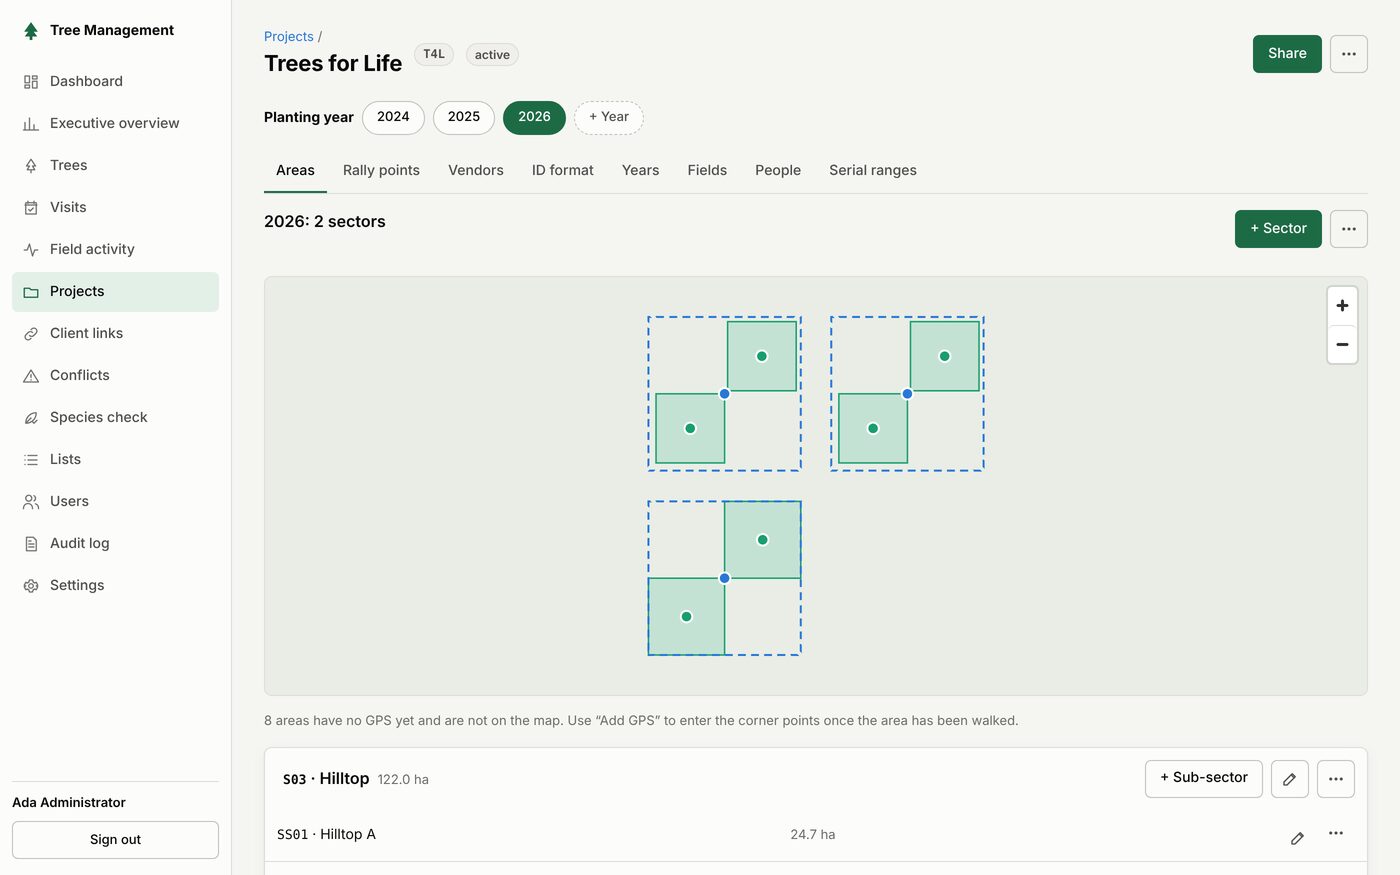 Tree Management
Dashboard
Executive overview
Trees
Visits
Field activity
Projects
Client links
Conflicts
Species check
Lists
Users
Audit log
Settings
Ada Administrator
Sign out
Projects /
Trees for Life T4L active
Share
Planting year 2024 2025 2026 + Year
Areas Rally points Vendors ID format Years Fields People Serial ranges
2026: 2 sectors
+ Sector
8 areas have no GPS yet and are not on the map. Use “Add GPS” to enter the corner points once the area has been walked.
S03 · Hilltop 122.0 ha
+ Sub-sector
SS01 · Hilltop A 24.7 ha